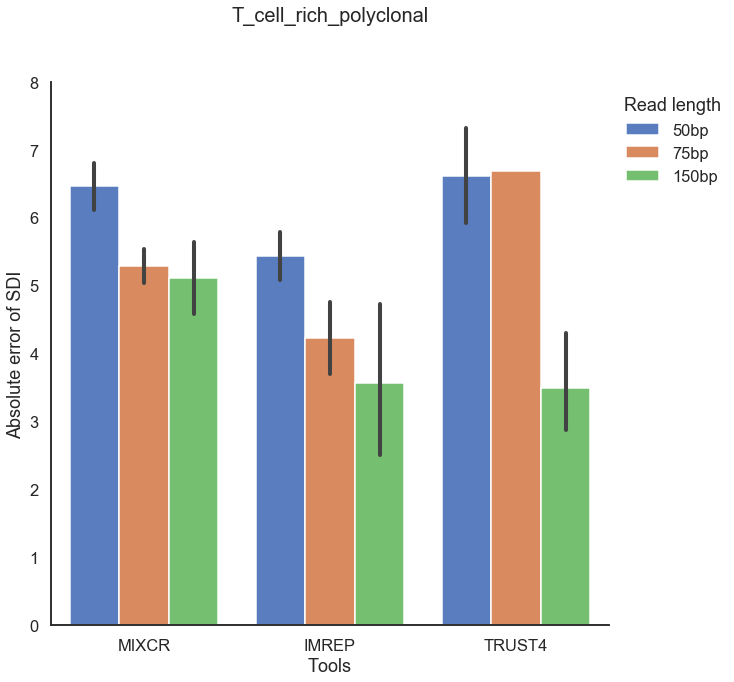 T_cell_rich_polyclonal
Absolute error of SDI
8
7
6
5
4
3
2
1
0
MIXCR
IMREP
TRUST4
Tools
Read length
50bp
75bp
150bp